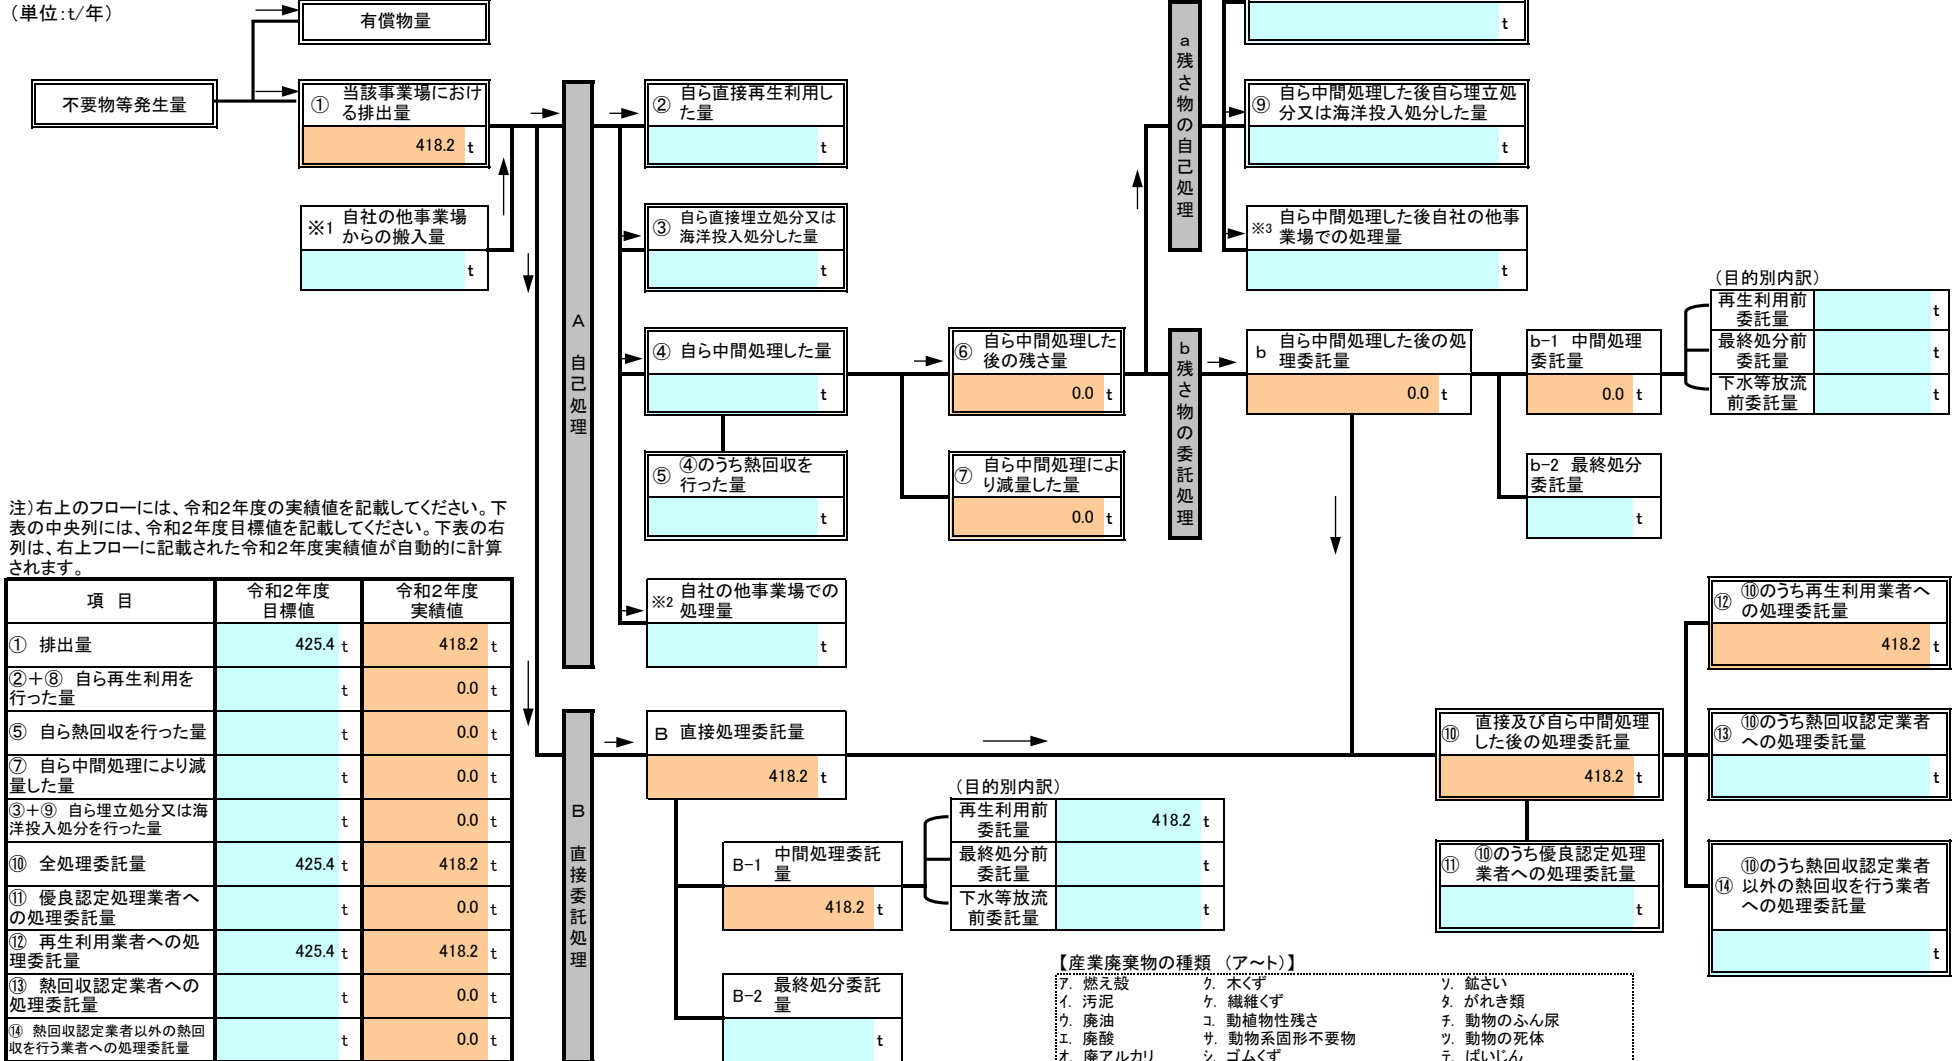 (単位:t/年)
有償物量
不要物等発生量
① 当該事業場におけ
る排出量
418.2 t
※1 自社の他事業場
からの搬入量
t
A 自己処理
② 自ら直接再生利用し
た量
t
③ 自ら直接埋立処分又は
海洋投入処分した量
t
④ 自ら中間処理した量
t
⑤ ④のうち熱回収を
行った量
t
※2 自社の他事業場での
処理量
t
⑥ 自ら中間処理した
後の残さ量
0.0 t
⑦ 自ら中間処理によ
り減量した量
0.0 t
a 残さ物の自己処理
t
⑨ 自ら中間処理した後自ら埋立処
分又は海洋投入処分した量
t
※3 自ら中間処理した後自社の他事
業場での処理量
t
b 残さ物の委託処理
b 自ら中間処理した後の処
理委託量
0.0 t
b-1 中間処理
委託量
0.0 t
(目的別内訳)
再生利用前
委託量 t
最終処分前
委託量 t
下水等放流
前委託量 t
b-2 最終処分
委託量
t
注)右上のフローには、令和2年度の実績値を記載してください。下
表の中央列には、令和2年度目標値を記載してください。下表の右
列は、右上フローに記載された令和2年度実績値が自動的に計算
されます。
項 目 令和2年度
目標値 令和2年度
実績値
① 排出量 425.4 t 418.2 t
②+⑧ 自ら再生利用を
行った量 t 0.0 t
⑤ 自ら熱回収を行った量 t 0.0 t
⑦ 自ら中間処理により減
量した量 t 0.0 t
③+⑨ 自ら埋立処分又は海
洋投入処分を行った量 t 0.0 t
⑩ 全処理委託量 425.4 t 418.2 t
⑪ 優良認定処理業者へ
の処理委託量 t 0.0 t
⑫ 再生利用業者への処
理委託量 425.4 t 418.2 t
⑬ 熱回収認定業者への
処理委託量 t 0.0 t
⑭ 熱回収認定業者以外の熱回
収を行う業者への処理委託量 t 0.0 t
B 直接委託処理
B 直接処理委託量
418.2 t
B-1 中間処理委託
量
418.2 t
(目的別内訳)
再生利用前
委託量 418.2 t
最終処分前
委託量 t
下水等放流
前委託量 t
B-2 最終処分委託
量
t
⑩ 直接及び自ら中間処理
した後の処理委託量
418.2 t
⑪ ⑩のうち優良認定処理
業者への処理委託量
t
⑫ ⑩のうち再生利用業者へ
の処理委託量
418.2 t
⑬ ⑩のうち熱回収認定業者
への処理委託量
t
⑭ ⑩のうち熱回収認定業者
以外の熱回収を行う業者
への処理委託量
t
【産業廃棄物の種類 (ア~ト)】
ア. 燃え殻 ク. 木くず ソ. 鉱さい
イ. 汚泥 ケ. 繊維くず タ. がれき類
ウ. 廃油 コ. 動植物性残さ チ. 動物のふん尿
エ. 廃酸 サ. 動物系固形不要物 ツ. 動物の死体
オ. 廃アルカリ シ. ゴムくず テ. ばいじん